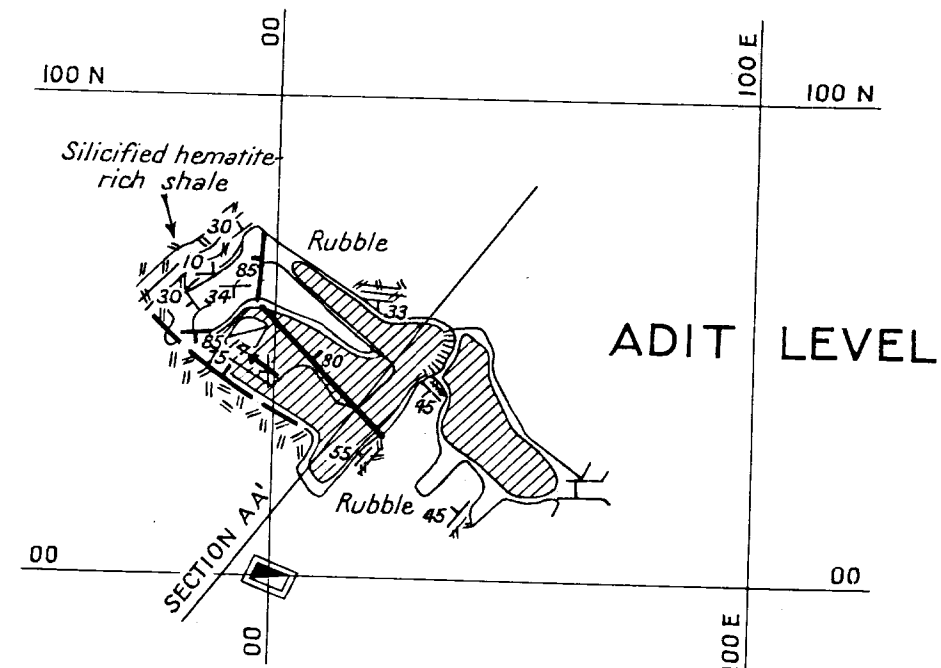 00
100 E
100 N
100 N
Silicified hematite-
rich shale
30
Rubble
10
85
30
34
33
ADIT LEVEL
85
75
80
45
55
Rubble
45
SECTION AA'
00
00
00
100 E